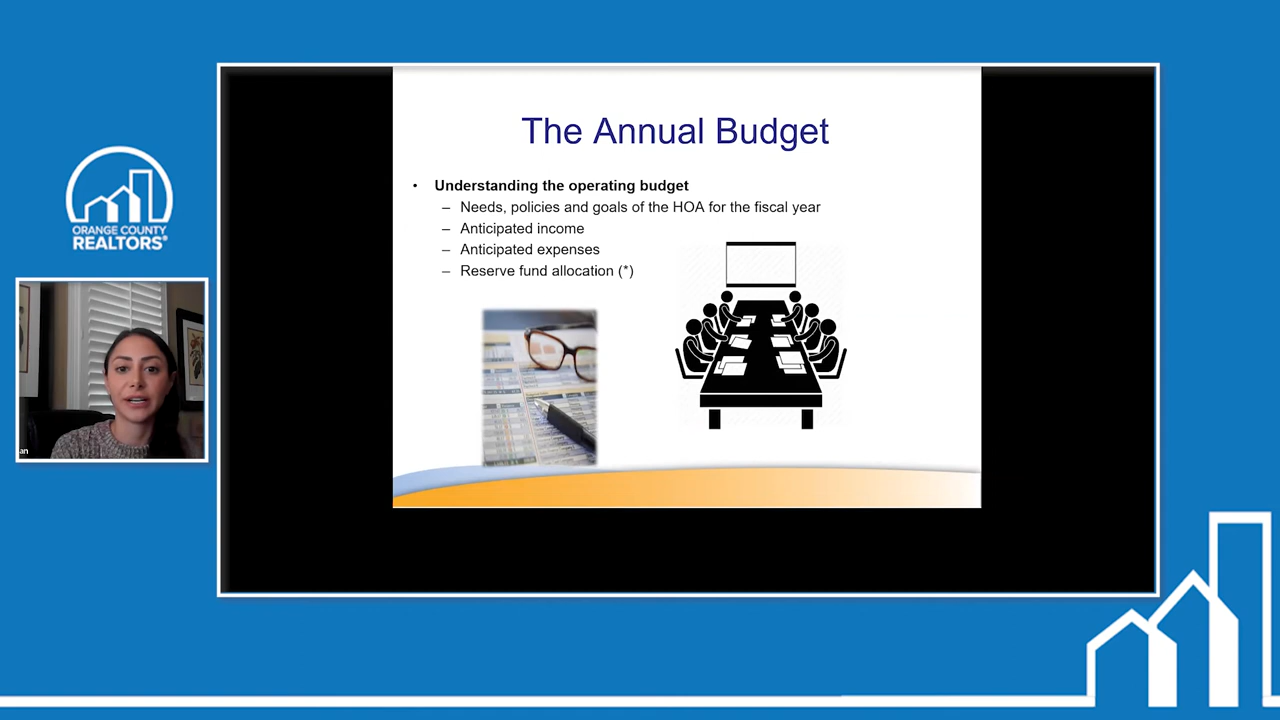 ORANGE COUNTY
REALTORS®
an
The Annual Budget
• Understanding the operating budget
– Needs, policies and goals of the HOA for the fiscal year
– Anticipated income
– Anticipated expenses
– Reserve fund allocation (*)